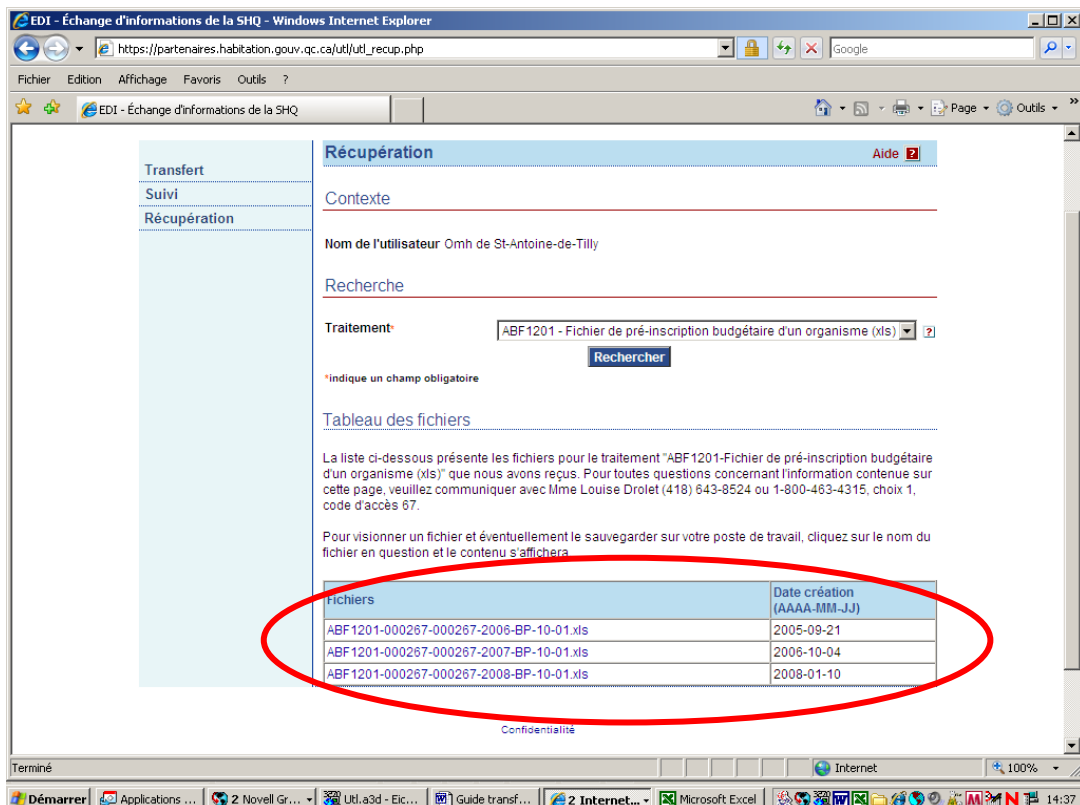 EDI - Échange d'informations de la SHQ - Windows Internet Explorer
https://partenaires.habitation.gouv.qc.ca/utl/utl_recup.php
Google
Fichier Edition Affichage Favoris Outils ?
EDI - Échange d'informations de la SHQ
Page Outils »
Transfert
Suivi
Récupération
Récupération
Aide ?
Contexte
Nom de l'utilisateur Omh de St-Antoine-de-Tilly
Recherche
Traitement* ABF1201 - Fichier de pré-inscription budgétaire d'un organisme (xls) ?
Rechercher
*indique un champ obligatoire
Tableau des fichiers
La liste ci-dessous présente les fichiers pour le traitement "ABF1201-Fichier de pré-inscription budgétaire
d'un organisme (xls)" que nous avons reçus. Pour toutes questions concernant l'information contenue sur
cette page, veuillez communiquer avec Mme Louise Drolet (418) 643-8524 ou 1-800-463-4315, choix 1,
code d'accès 67.
Pour visionner un fichier et éventuellement le sauvegarder sur votre poste de travail, cliquez sur le nom du
fichier en question et le contenu s'affichera.
Fichiers Date création
(AAAA-MM-JJ)
ABF1201-000267-000267-2006-BP-10-01.xls 2005-09-21
ABF1201-000267-000267-2007-BP-10-01.xls 2006-10-04
ABF1201-000267-000267-2008-BP-10-01.xls 2008-01-10
Confidentialité
Terminé Internet 100%
Démarrer Applications ... 2 Novell Gr... Utl.a3d - Eic... Guide transf... 2 Internet... Microsoft Excel 14:37